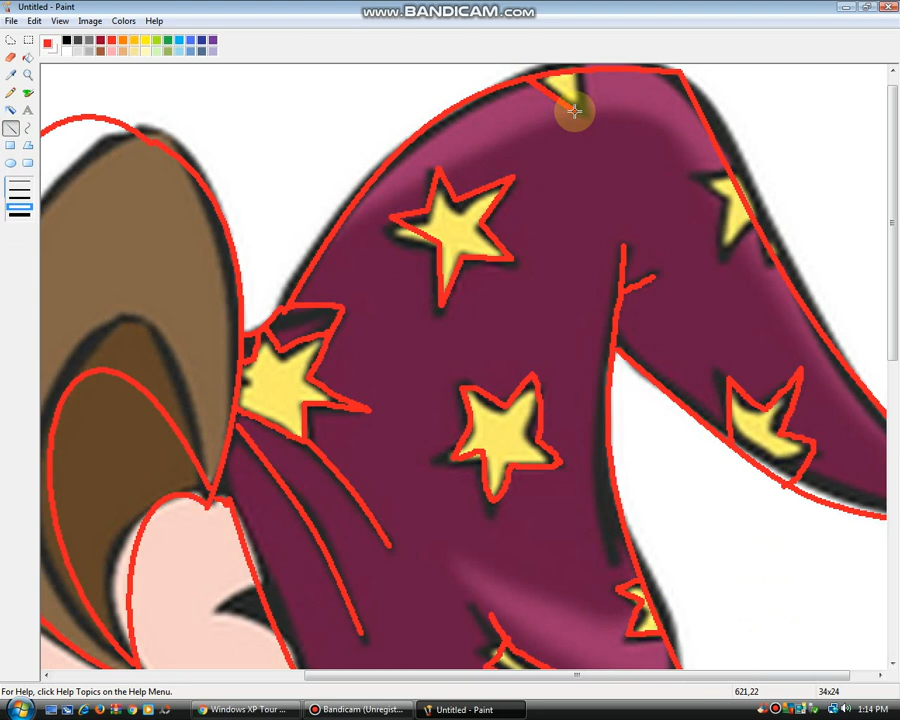 Untitled - Paint
www.BANDICAM.com
File Edit View Image Colors Help
For Help, click Help Topics on the Help Menu.
621,22
34x24
Windows XP Tour ...
Bandicam (Unregist...
Untitled - Paint
1:14 PM